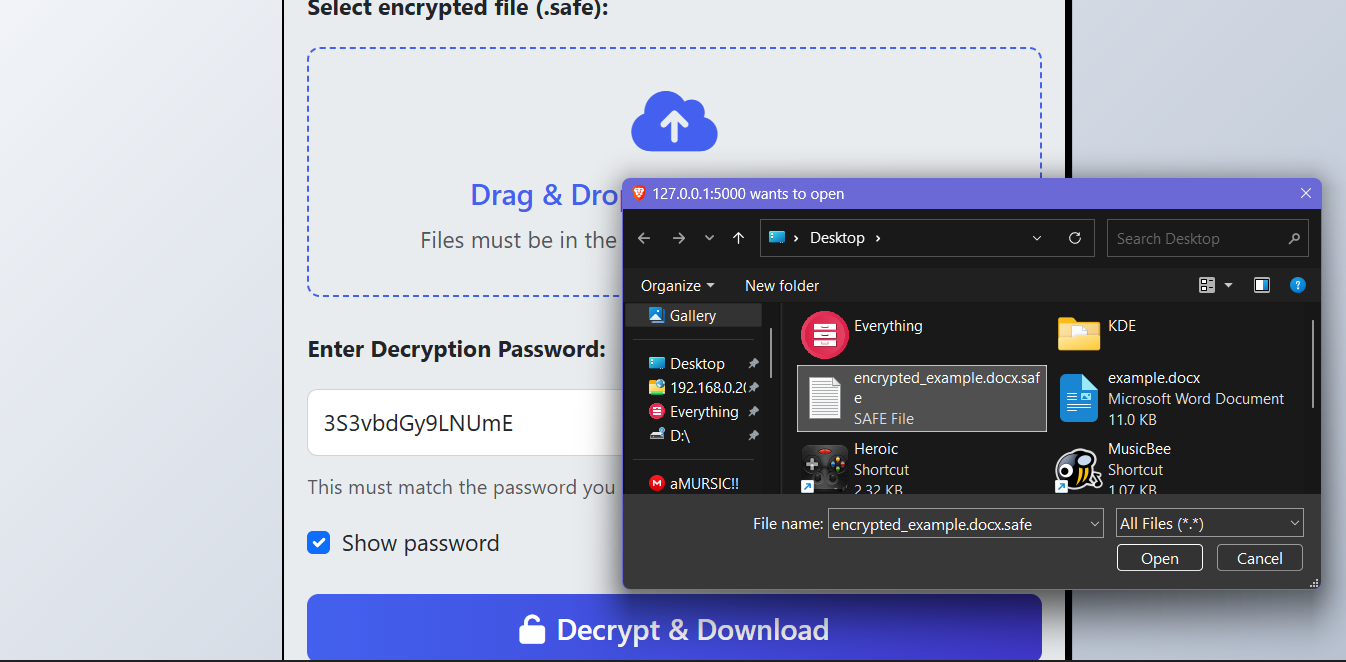 Select encrypted file (.safe):
Drag & Dro
Files must be in the
Enter Decryption Password:
3S3vbdGy9LNUmE
This must match the password you
Show password
Decrypt & Download
127.0.0.1:5000 wants to open
Desktop
Search Desktop
Organize
New folder
Gallery
Desktop
192.168.0.20
Everything
D:\
aMURSIC!!
Everything
KDE
encrypted_example.docx.saf
e
SAFE File
example.docx
Microsoft Word Document
11.0 KB
Heroic
Shortcut
2.32 KB
MusicBee
Shortcut
1.07 KB
File name:
encrypted_example.docx.safe
All Files (*.*)
Open
Cancel